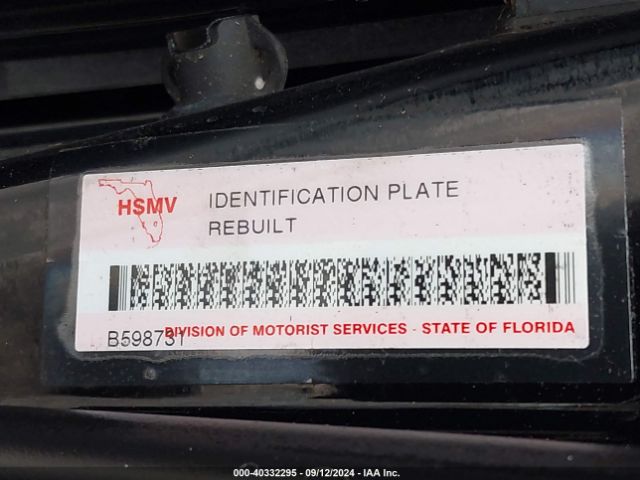 HSMV
IDENTIFICATION PLATE
REBUILT
B598731
DIVISION OF MOTORIST SERVICES - STATE OF FLORIDA
000-40332295 - 09/12/2024 - IAA Inc.